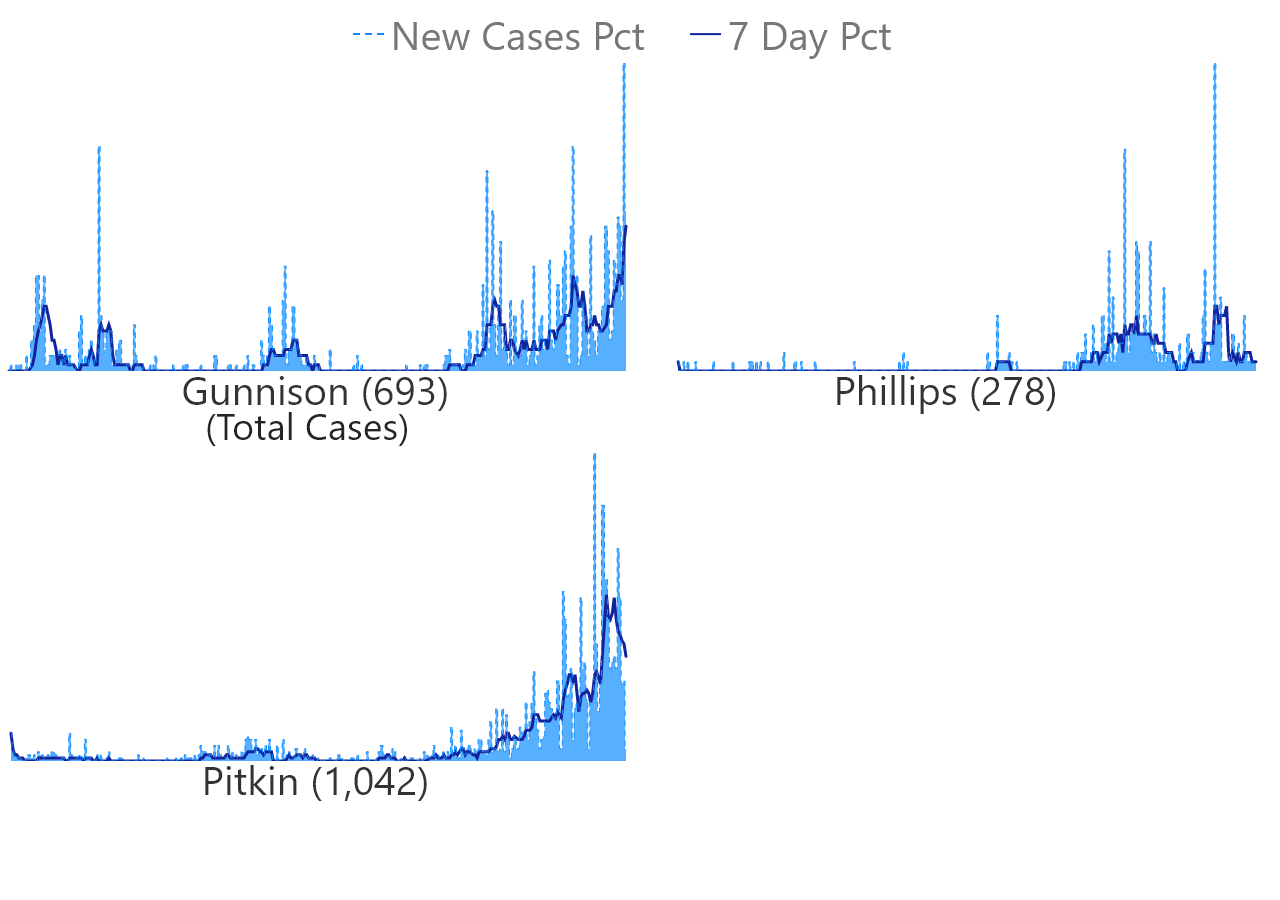 New Cases Pct 7 Day Pct
Gunnison (693) Phillips (278)
(Total Cases)
Pitkin (1,042)